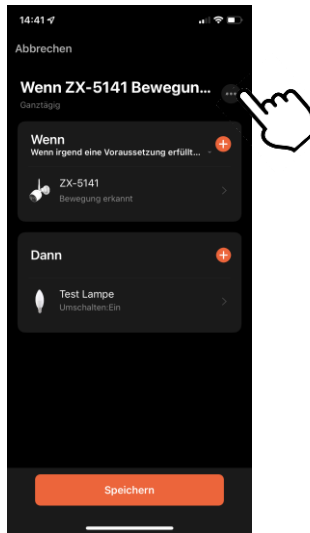 14:41
Abbrechen
Wenn ZX-5141 Bewegun...
Ganztägig
Wenn
Wenn irgend eine Voraussetzung erfüllt...
ZX-5141
Bewegung erkannt
Dann
Test Lampe
Umschalten:Ein
Speichern